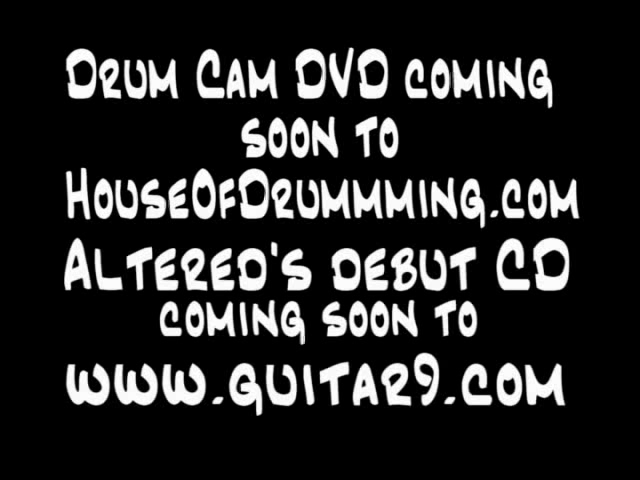 Drum Cam DVD coming
soon to
HouseOfDrummming.com
Altered's debut CD
coming soon to
www.guitar9.com